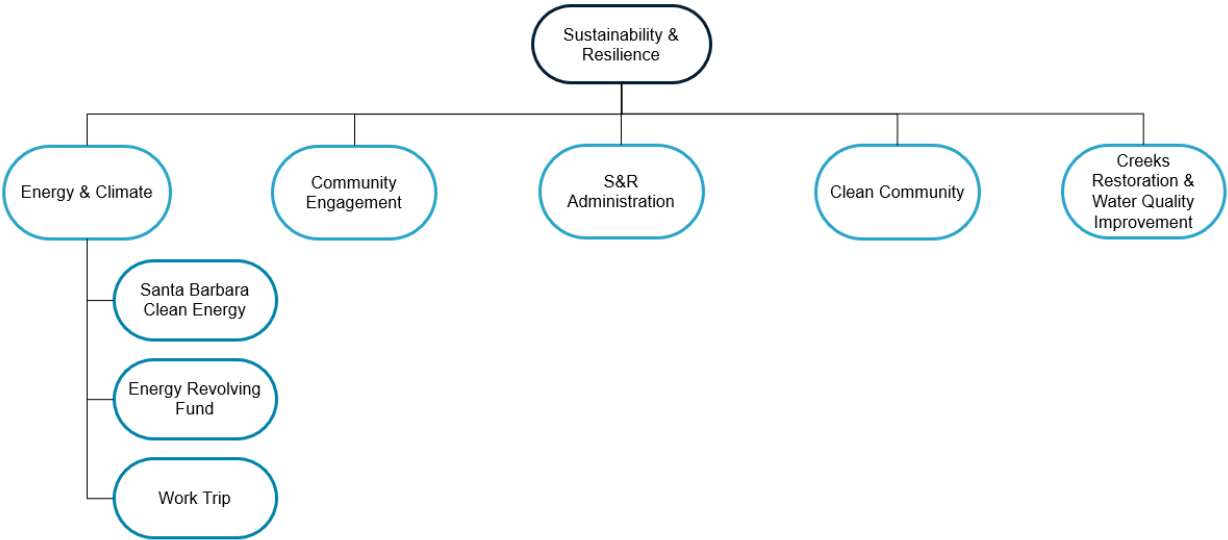 Sustainability &
Resilience
Energy & Climate
Community
Engagement
S&R
Administration
Clean Community
Creeks
Restoration &
Water Quality
Improvement
Santa Barbara
Clean Energy
Energy Revolving
Fund
Work Trip